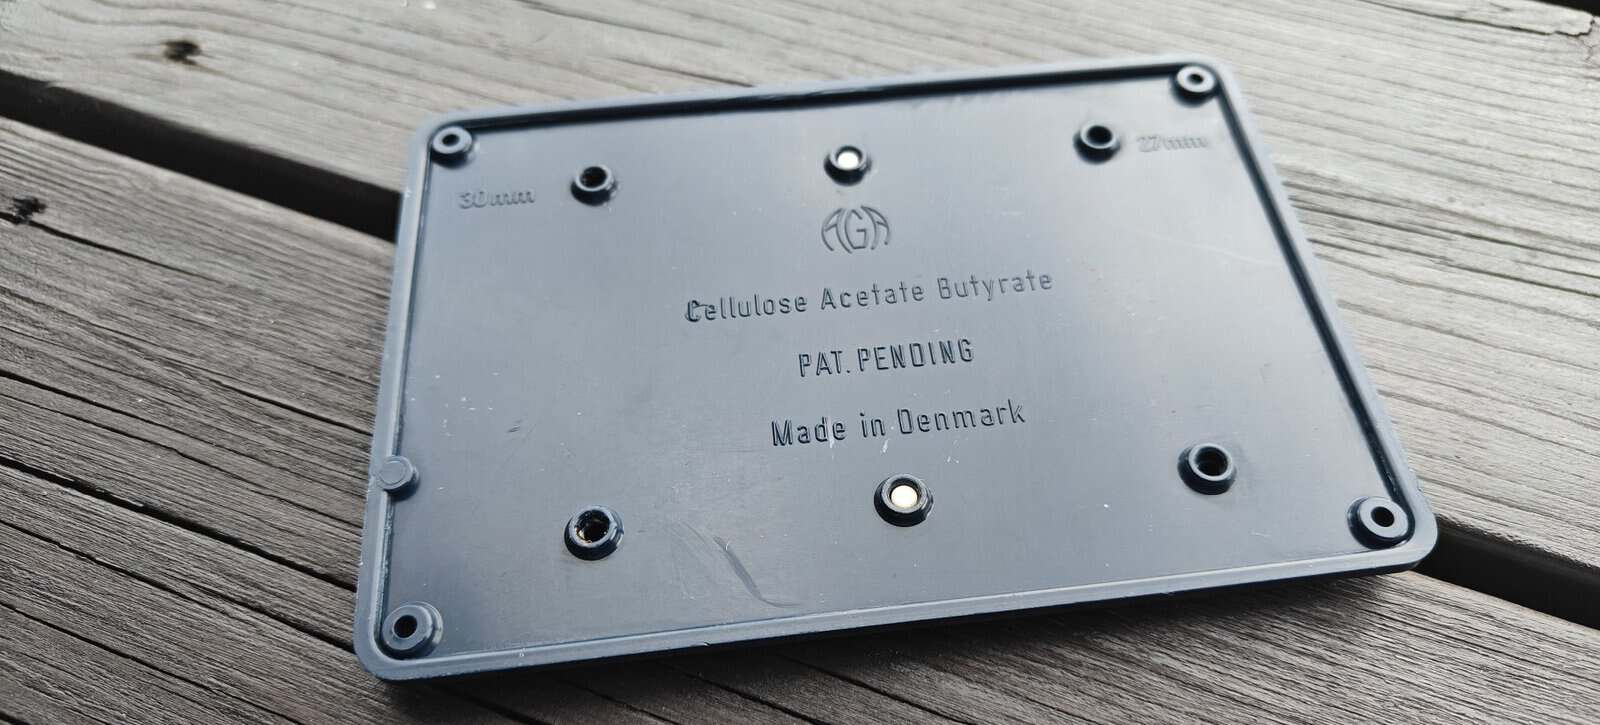 30mm
27mm
AGA
Cellulose Acetate Butyrate
PAT. PENDING
Made in Denmark